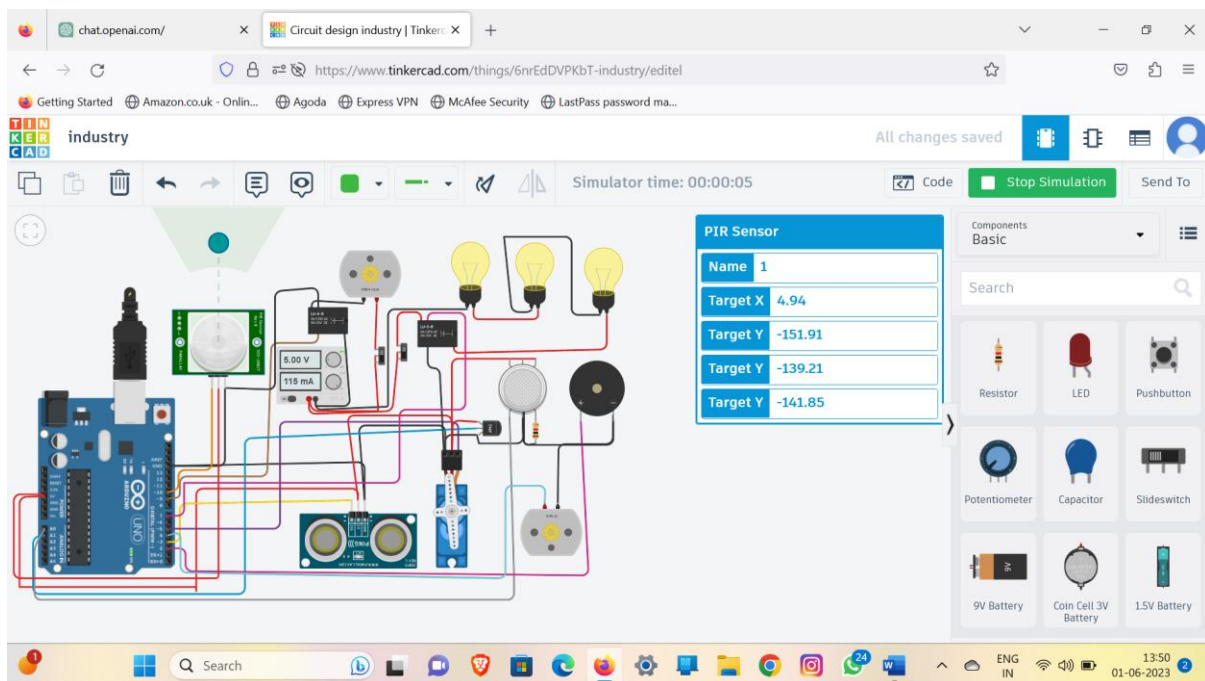 chat.openai.com/
Circuit design industry | Tinkerc
https://www.tinkercad.com/things/6nrEdDVPKbT-industry/editel
Getting Started Amazon.co.uk - Onlin... Agoda Express VPN McAfee Security LastPass password ma...
TIN
KER
CAD
industry
All changes saved
Simulator time: 00:00:05
Code
Stop Simulation
Send To
PIR Sensor
Name 1
Target X 4.94
Target Y -151.91
Target Y -139.21
Target Y -141.85
Components
Basic
Search
Resistor LED Pushbutton
Potentiometer Capacitor Slideswitch
9V Battery Coin Cell 3V Battery 1.5V Battery
5.00 V
115 mA
ARDUINO
UNO
Search
24
ENG
IN
13:50
01-06-2023
2
1